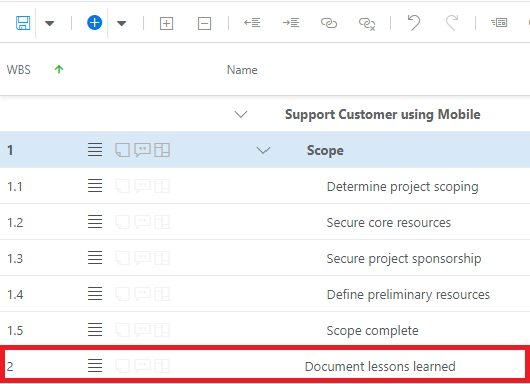 WBS Name
Support Customer using Mobile
1 Scope
1.1 Determine project scoping
1.2 Secure core resources
1.3 Secure project sponsorship
1.4 Define preliminary resources
1.5 Scope complete
2 Document lessons learned